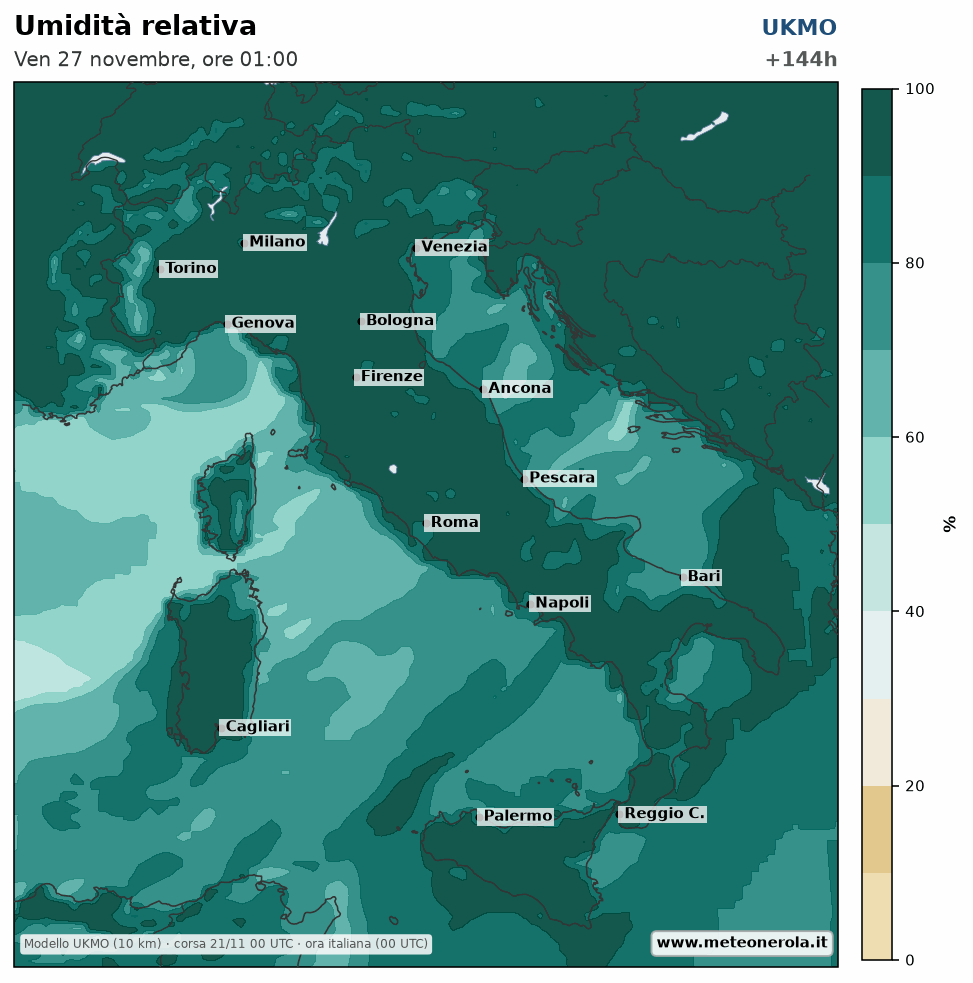 Umidità relativa
UKMO
Ven 27 novembre, ore 01:00
+144h
100
80
60
40
20
0
%
Milano
Venezia
Torino
Genova
Bologna
Firenze
Ancona
Pescara
Roma
Bari
Napoli
Cagliari
Palermo
Reggio C.
Modello UKMO (10 km) · corsa 21/11 00 UTC · ora italiana (00 UTC)
www.meteonerola.it